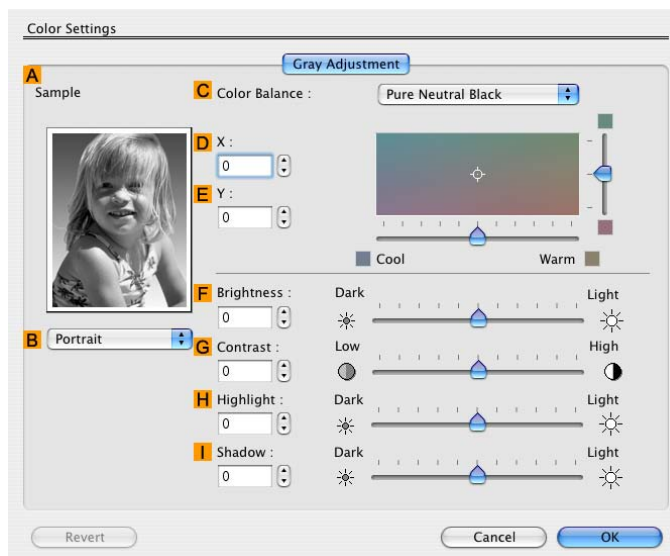 Color Settings
Gray Adjustment
A
Sample
C Color Balance :
Pure Neutral Black
D X :
0
E Y :
0
Cool
Warm
B Portrait
F Brightness :
0
Dark
Light
G Contrast :
0
Low
High
H Highlight :
0
Dark
Light
I Shadow :
0
Dark
Light
Revert
Cancel
OK